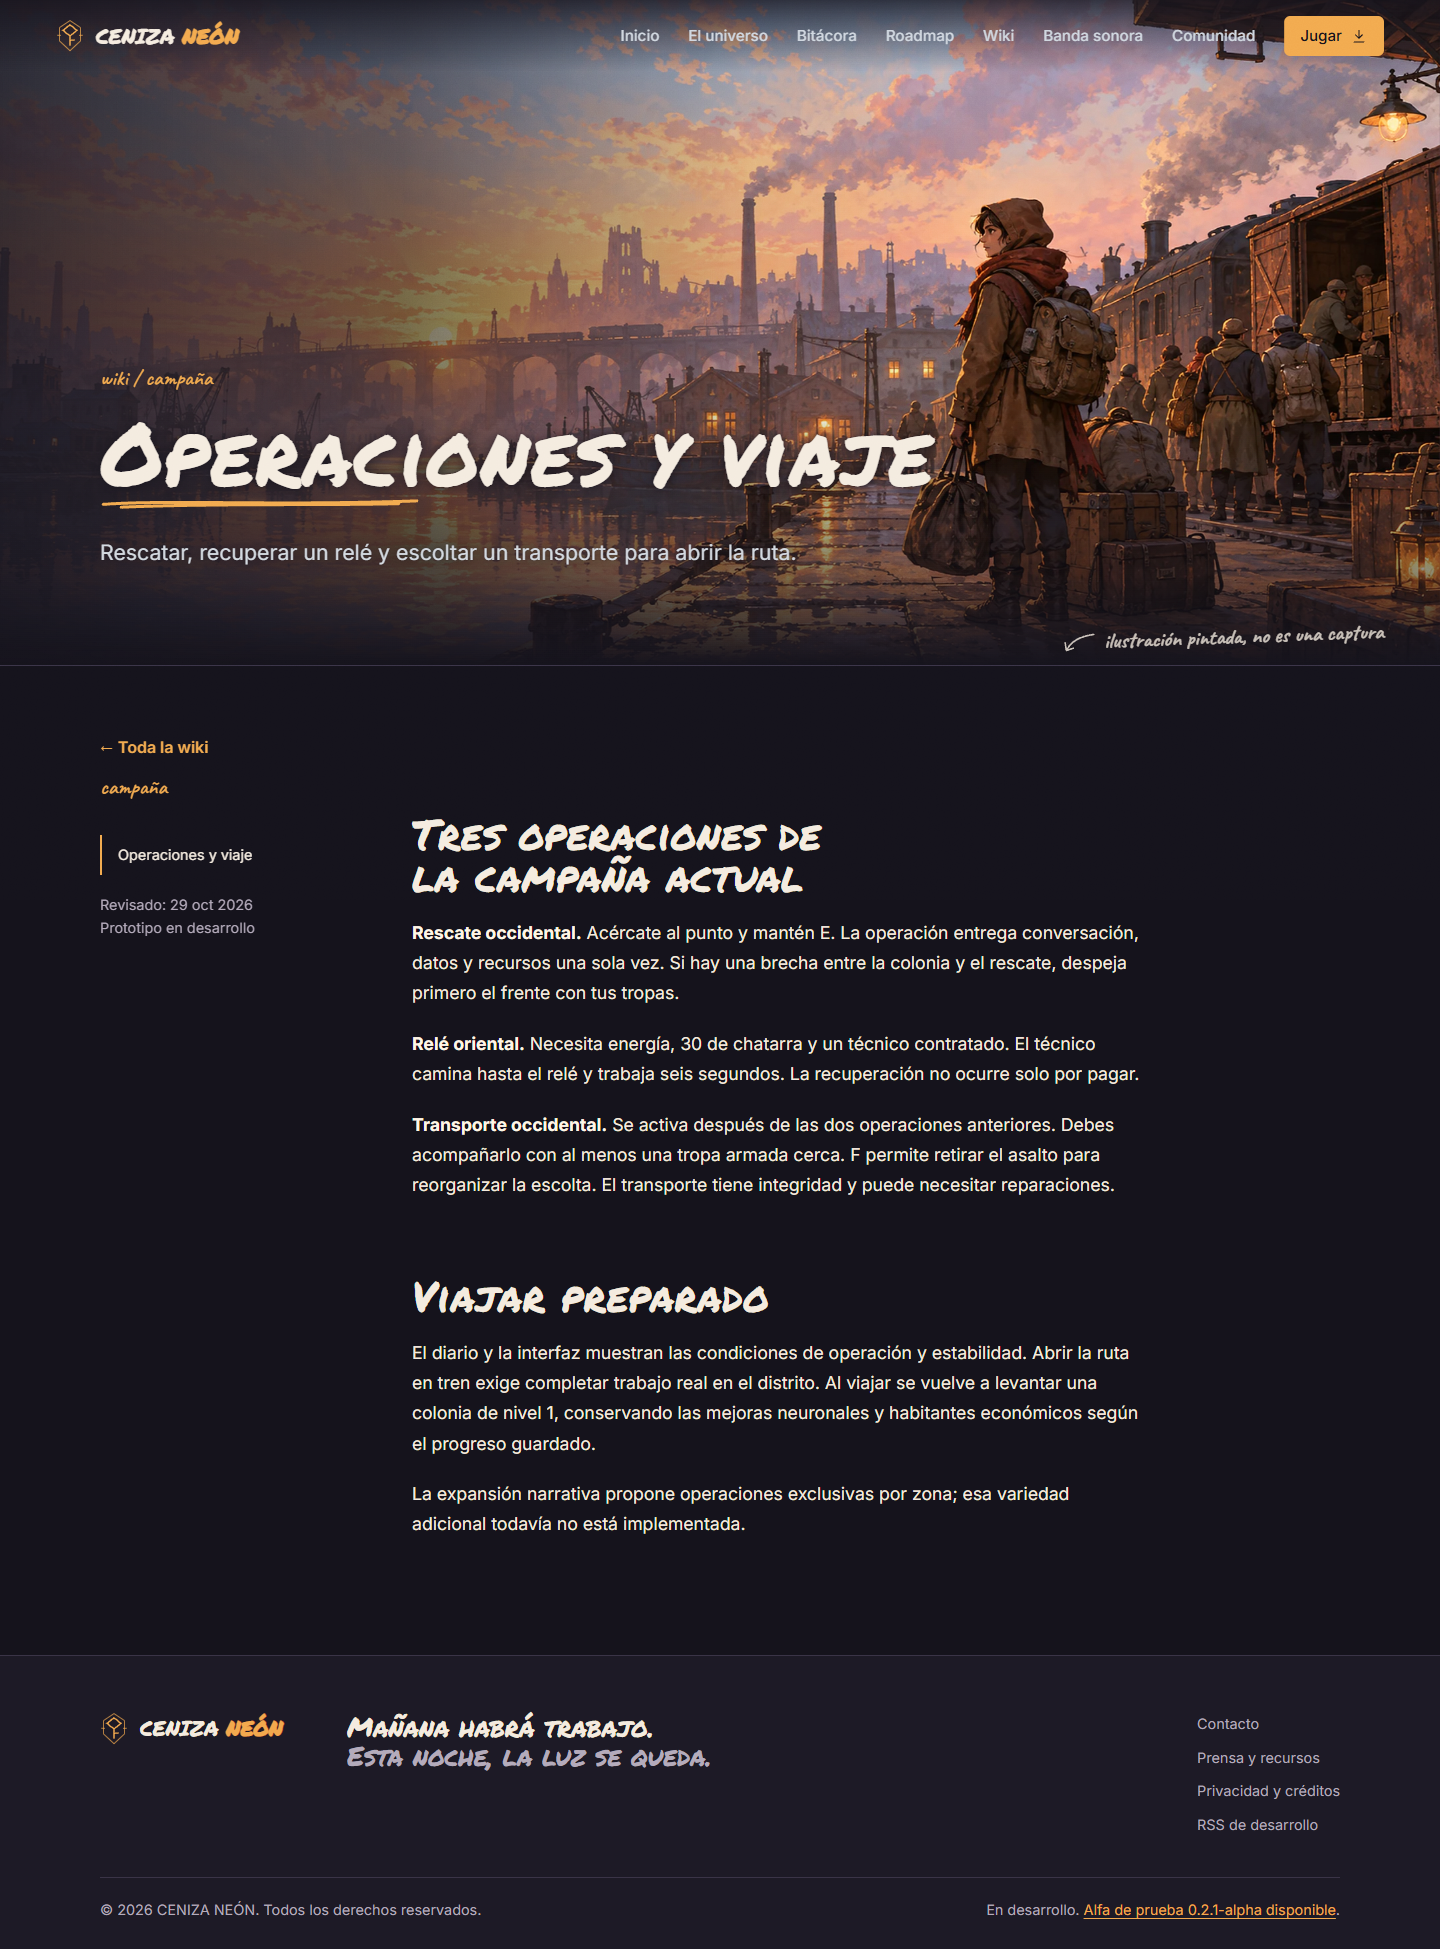 CENIZA NEÓN
Inicio
El universo
Bitácora
Roadmap
Wiki
Banda sonora
Comunidad
Jugar
wiki / campaña
Operaciones y viaje
Rescatar, recuperar un relé y escoltar un transporte para abrir la ruta.
ilustración pintada, no es una captura
← Toda la wiki
campaña
Operaciones y viaje
Revisado: 29 oct 2026
Prototipo en desarrollo
Tres operaciones de
la campaña actual
Rescate occidental. Acércate al punto y mantén E. La operación entrega conversación,
datos y recursos una sola vez. Si hay una brecha entre la colonia y el rescate, despeja
primero el frente con tus tropas.
Relé oriental. Necesita energía, 30 de chatarra y un técnico contratado. El técnico
camina hasta el relé y trabaja seis segundos. La recuperación no ocurre solo por pagar.
Transporte occidental. Se activa después de las dos operaciones anteriores. Debes
acompañarlo con al menos una tropa armada cerca. F permite retirar el asalto para
reorganizar la escolta. El transporte tiene integridad y puede necesitar reparaciones.
Viajar preparado
El diario y la interfaz muestran las condiciones de operación y estabilidad. Abrir la ruta
en tren exige completar trabajo real en el distrito. Al viajar se vuelve a levantar una
colonia de nivel 1, conservando las mejoras neuronales y habitantes económicos según
el progreso guardado.
La expansión narrativa propone operaciones exclusivas por zona; esa variedad
adicional todavía no está implementada.
CENIZA NEÓN
Mañana habrá trabajo.
Esta noche, la luz se queda.
Contacto
Prensa y recursos
Privacidad y créditos
RSS de desarrollo
© 2026 CENIZA NEÓN. Todos los derechos reservados.
En desarrollo. Alfa de prueba 0.2.1-alpha disponible.